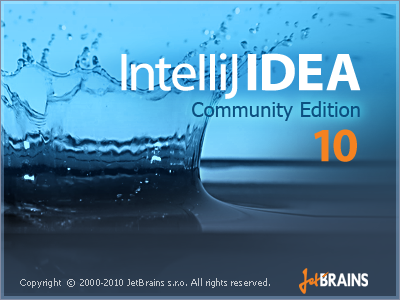 IntelliJ IDEA
Community Edition
10
JetBRAINS
Copyright © 2000-2010 JetBrains s.r.o. All rights reserved.